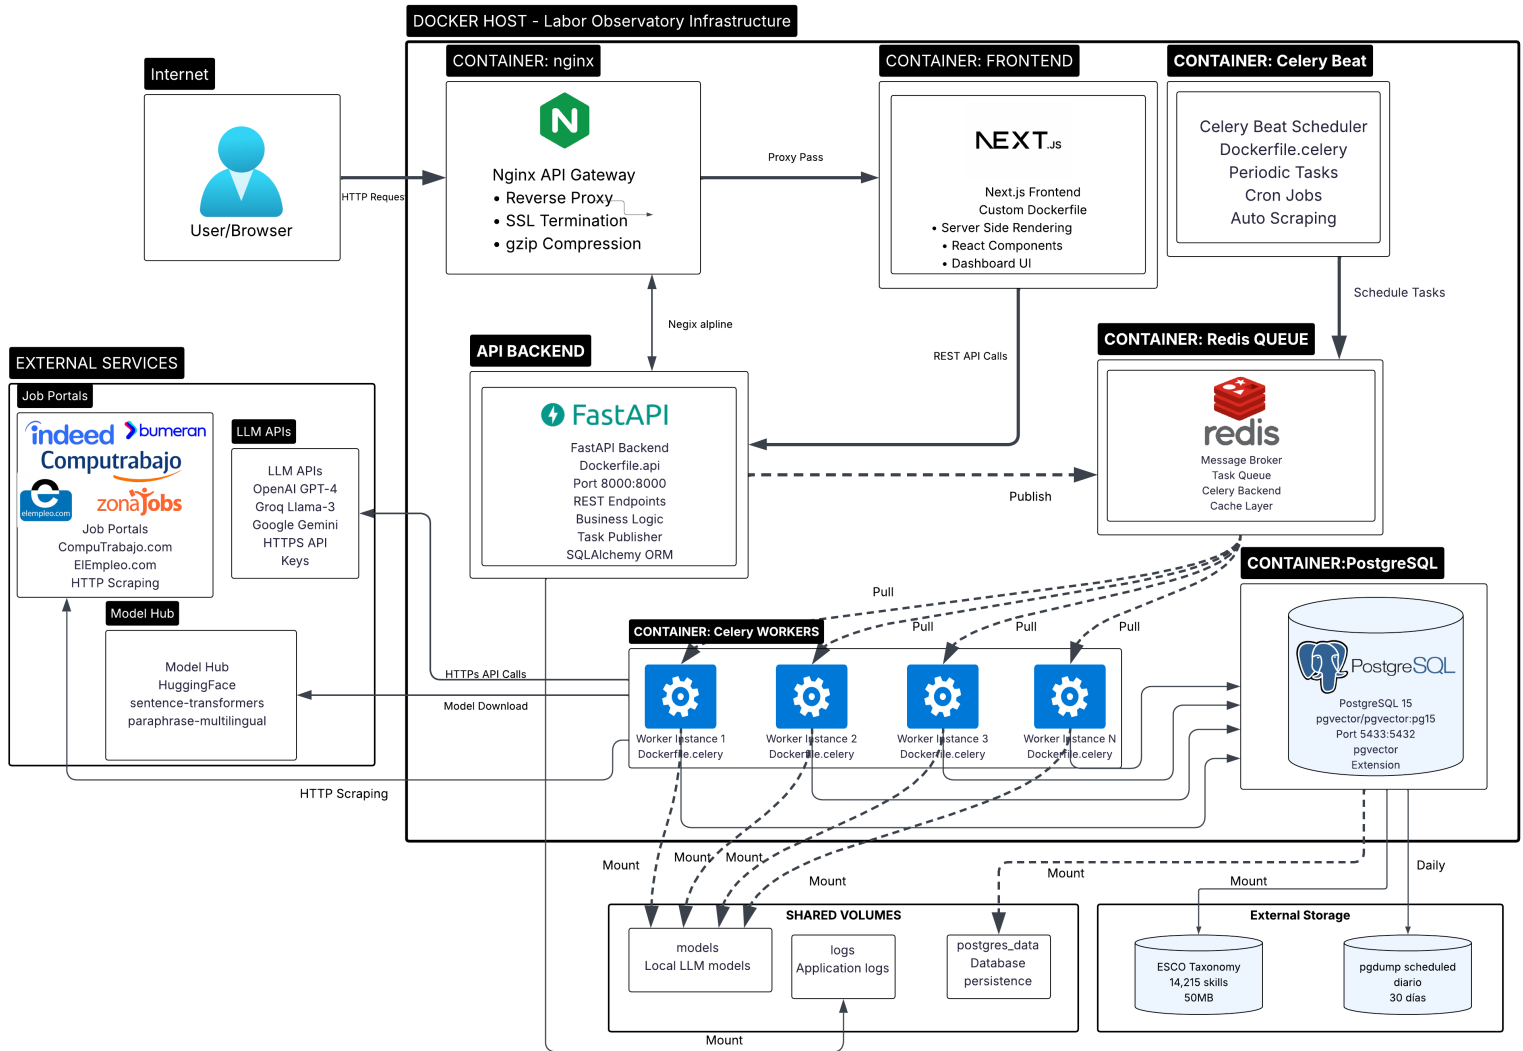 DOCKER HOST - Labor Observatory Infrastructure
Internet
User/Browser
HTTP Reques
CONTAINER: nginx
Nginx API Gateway
• Reverse Proxy
• SSL Termination
• gzip Compression
Proxy Pass
CONTAINER: FRONTEND
NEXT.JS
Next.js Frontend
Custom Dockerfile
• Server Side Rendering
• React Components
• Dashboard UI
CONTAINER: Celery Beat
Celery Beat Scheduler
Dockerfile.celery
Periodic Tasks
Cron Jobs
Auto Scraping
Schedule Tasks
Negix alpline
REST API Calls
API BACKEND
FastAPI
FastAPI Backend
Dockerfile.api
Port 8000:8000
REST Endpoints
Business Logic
Task Publisher
SQLAlchemy ORM
Publish
CONTAINER: Redis QUEUE
redis
Message Broker
Task Queue
Celery Backend
Cache Layer
EXTERNAL SERVICES
Job Portals
indeed
bumeran
Computrabajo
elempleo.com
zonajobs
Job Portals
CompuTrabajo.com
ElEmpleo.com
HTTP Scraping
LLM APIs
LLM APIs
OpenAI GPT-4
Groq Llama-3
Google Gemini
HTTPS API
Keys
Model Hub
Model Hub
HuggingFace
sentence-transformers
paraphrase-multilingual
HTTPs API Calls
Model Download
HTTP Scraping
Pull
Pull
Pull
Pull
CONTAINER: Celery WORKERS
Worker Instance 1
Dockerfile.celery
Worker Instance 2
Dockerfile.celery
Worker Instance 3
Dockerfile.celery
Worker Instance N
Dockerfile.celery
CONTAINER:PostgreSQL
PostgreSQL
PostgreSQL 15
pgvector/pgvector:pg15
Port 5433:5432
pgvector
Extension
Mount
Mount
Mount
Mount
Mount
Mount
Daily
SHARED VOLUMES
models
Local LLM models
logs
Application logs
postgres_data
Database
persistence
Mount
External Storage
ESCO Taxonomy
14,215 skills
50MB
pgdump scheduled
diario
30 días